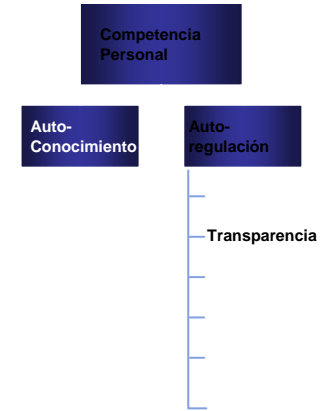 Competencia
Personal
Auto-
Conocimiento
Auto-
regulación
Transparencia